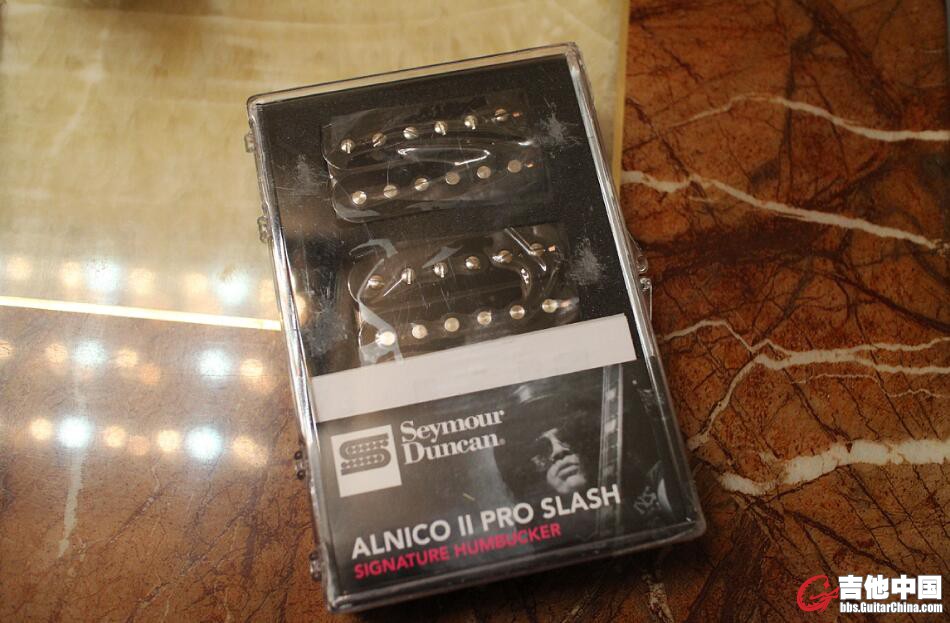 Seymour
Duncan®
ALNICO II PRO SLASH
SIGNATURE HUMBUCKER
吉他中国
bbs.GuitarChina.com